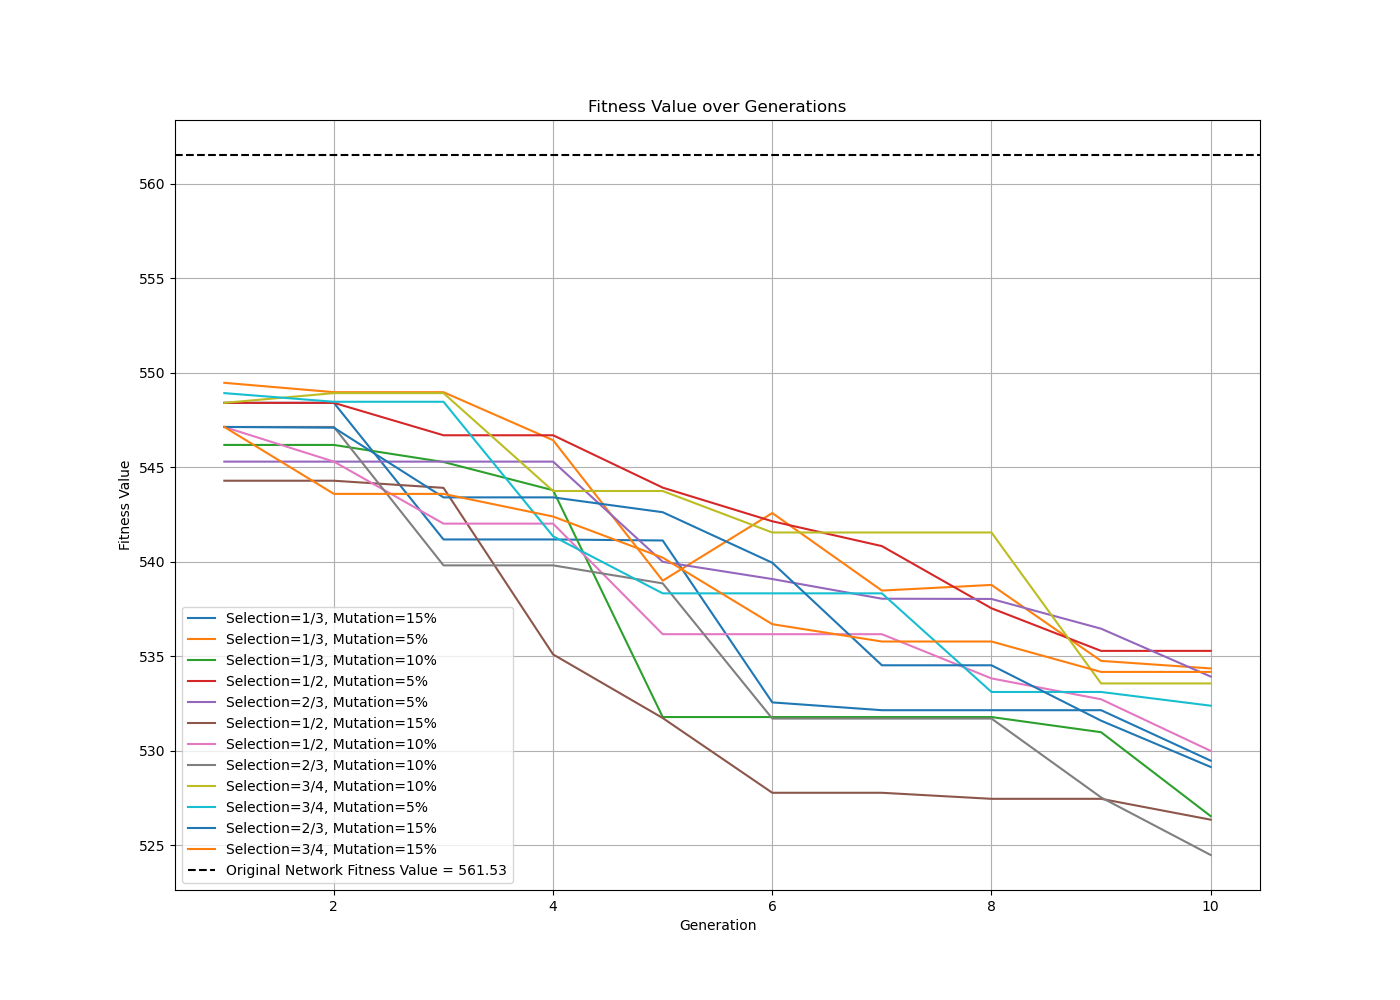 Fitness Value over Generations
Fitness Value
560
555
550
545
540
535
530
525
Selection=1/3, Mutation=15%
Selection=1/3, Mutation=5%
Selection=1/3, Mutation=10%
Selection=1/2, Mutation=5%
Selection=2/3, Mutation=5%
Selection=1/2, Mutation=15%
Selection=1/2, Mutation=10%
Selection=2/3, Mutation=10%
Selection=3/4, Mutation=10%
Selection=3/4, Mutation=5%
Selection=2/3, Mutation=15%
Selection=3/4, Mutation=15%
Original Network Fitness Value = 561.53
2 4 6 8 10
Generation